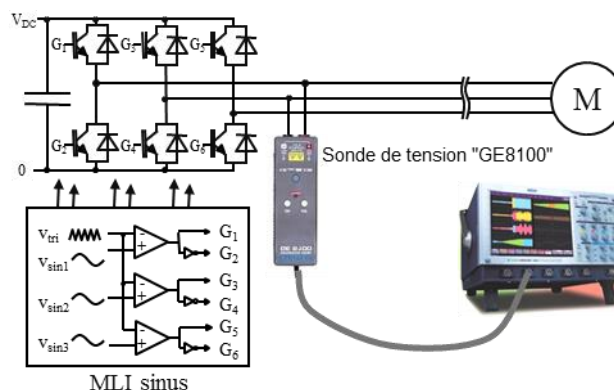 V_DC
G₁ G₃ G₅
G₂ G₄ G₆
0
M
Sonde de tension "GE8100"
GE 8100
v_tri
v_sin1
v_sin2
v_sin3
G₁
G₂
G₃
G₄
G₅
G₆
MLI sinus